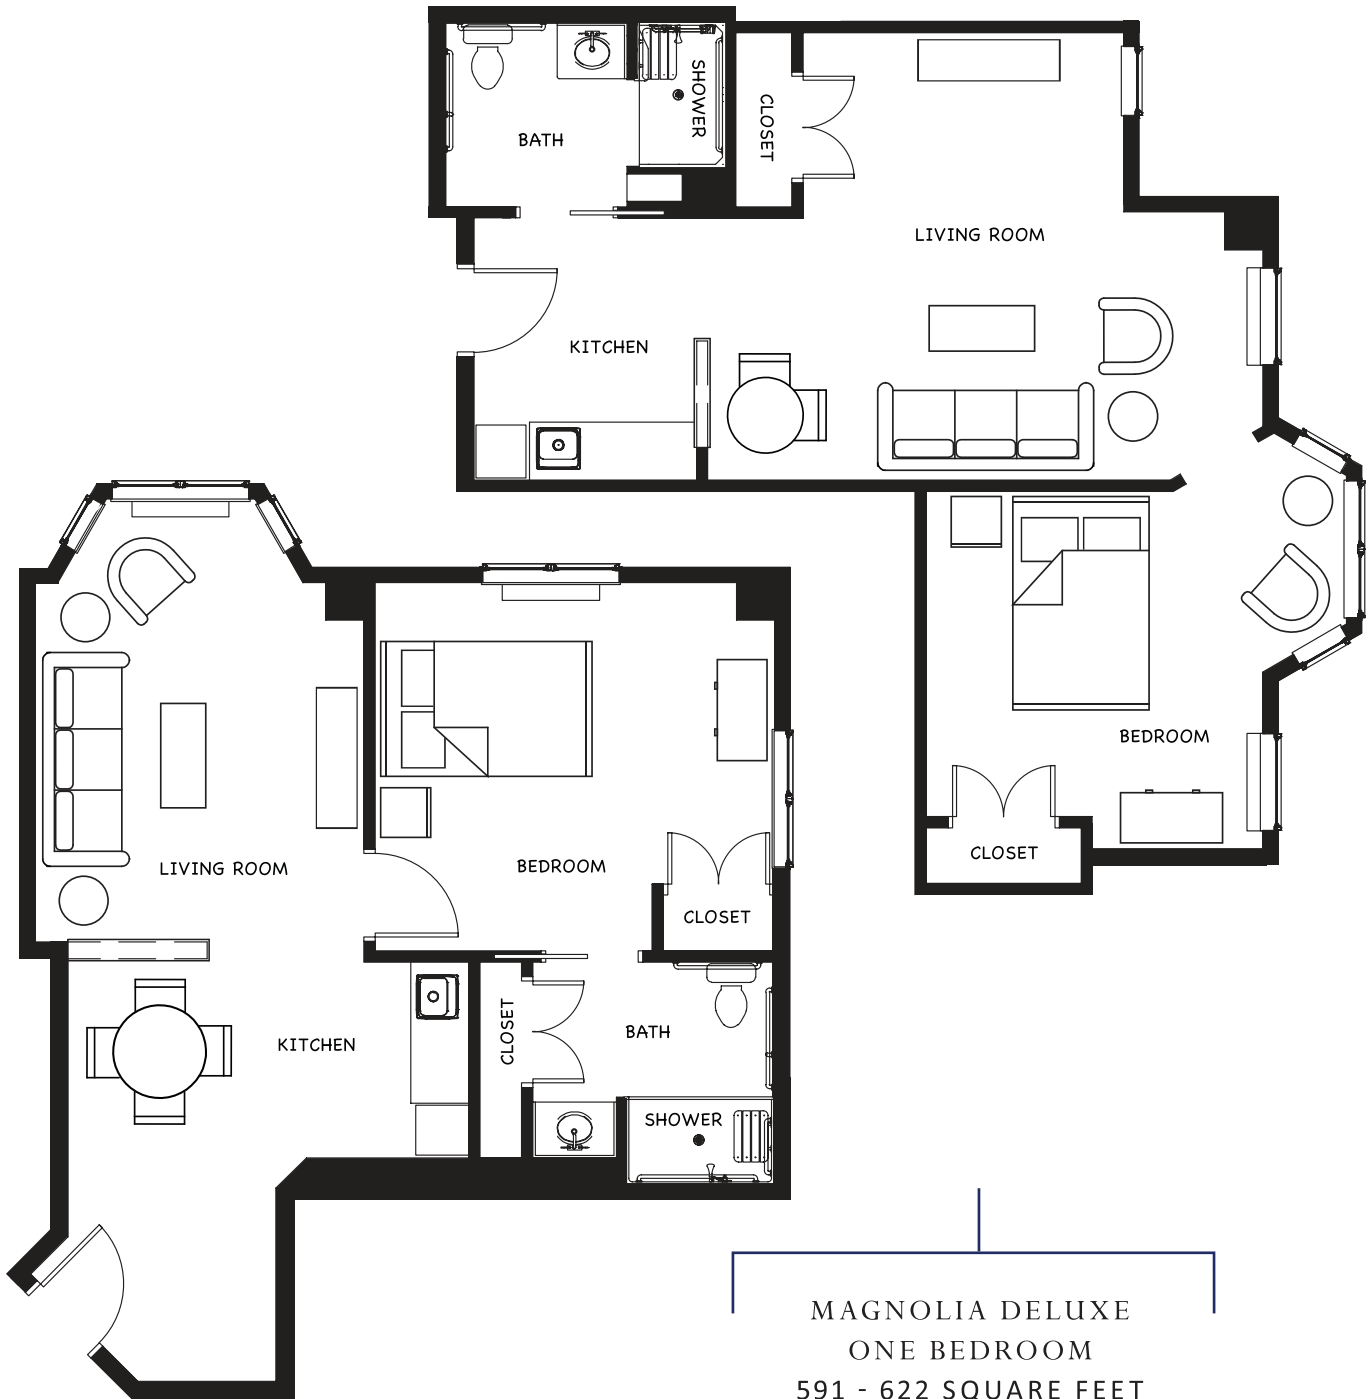 SHOWER
CLOSET
BATH
LIVING ROOM
KITCHEN
BEDROOM
CLOSET
LIVING ROOM
BEDROOM
CLOSET
CLOSET
BATH
KITCHEN
SHOWER
MAGNOLIA DELUXE
ONE BEDROOM
591 - 622 SQUARE FEET